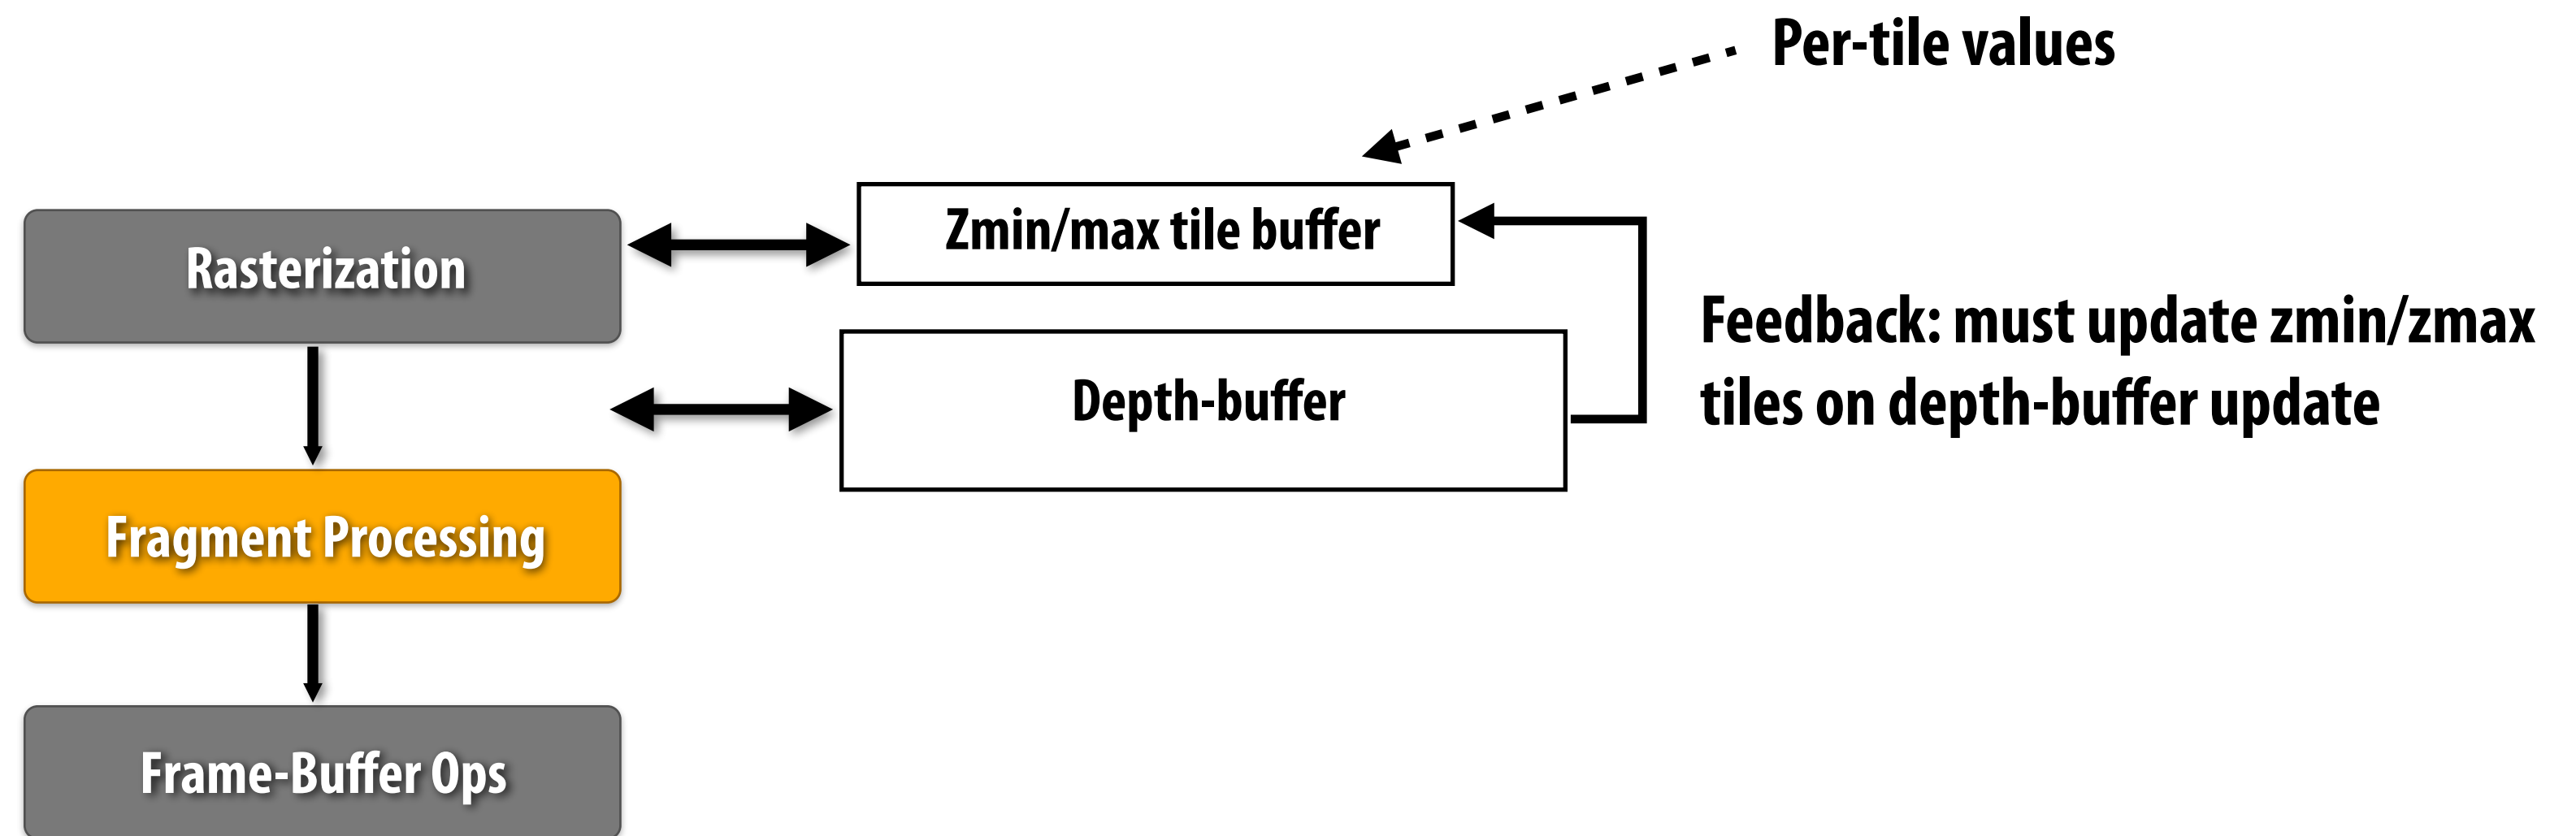 Per-tile values
Zmin/max tile buffer
Rasterization
Feedback: must update zmin/zmax
tiles on depth-buffer update
Depth-buffer
Fragment Processing
Frame-Buffer Ops